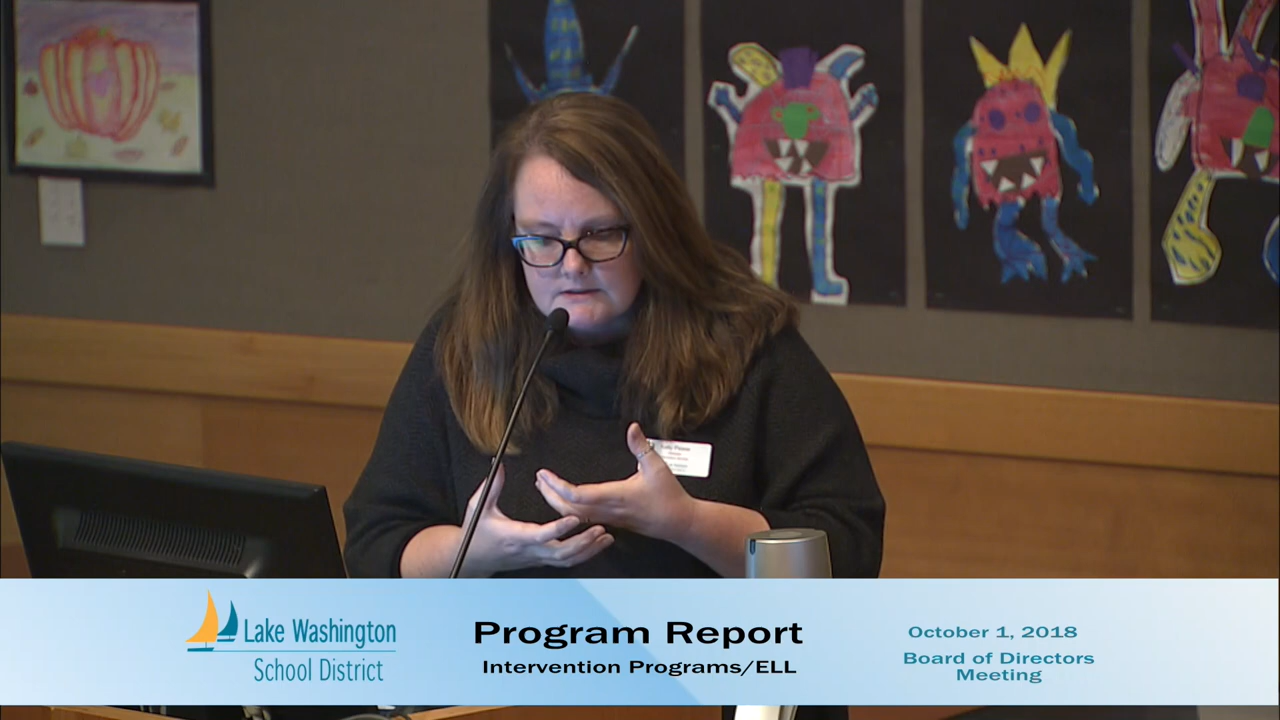 Lake Washington
School District
Program Report
Intervention Programs/ELL
October 1, 2018
Board of Directors
Meeting